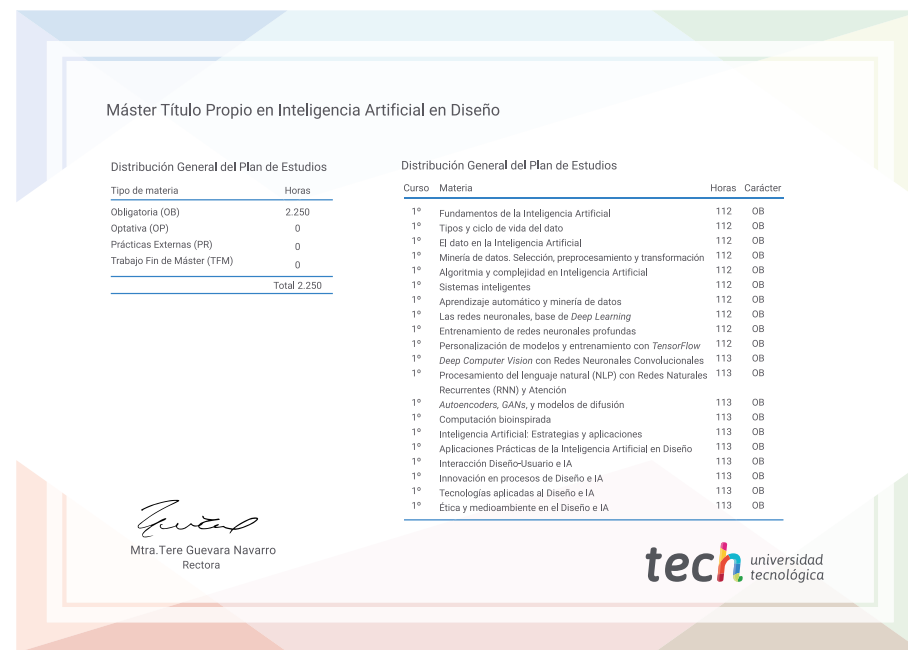 Máster Título Propio en Inteligencia Artificial en Diseño
Distribución General del Plan de Estudios
Tipo de materia Horas
Obligatoria (OB) 2.250
Optativa (OP) 0
Prácticas Externas (PR) 0
Trabajo Fin de Máster (TFM) 0
Total 2.250
Distribución General del Plan de Estudios
Curso Materia Horas Carácter
1º Fundamentos de la Inteligencia Artificial 112 OB
1º Tipos y ciclo de vida del dato 112 OB
1º El dato en la Inteligencia Artificial 112 OB
1º Minería de datos. Selección, preprocesamiento y transformación 112 OB
1º Algoritmia y complejidad en Inteligencia Artificial 112 OB
1º Sistemas inteligentes 112 OB
1º Aprendizaje automático y minería de datos 112 OB
1º Las redes neuronales, base de Deep Learning 112 OB
1º Entrenamiento de redes neuronales profundas 112 OB
1º Personalización de modelos y entrenamiento con TensorFlow 112 OB
1º Deep Computer Vision con Redes Neuronales Convolucionales 113 OB
1º Procesamiento del lenguaje natural (NLP) con Redes Naturales 113 OB
Recurrentes (RNN) y Atención
1º Autoencoders, GANs, y modelos de difusión 113 OB
1º Computación bioinspirada 113 OB
1º Inteligencia Artificial: Estrategias y aplicaciones 113 OB
1º Aplicaciones Prácticas de la Inteligencia Artificial en Diseño 113 OB
1º Interacción Diseño-Usuario e IA 113 OB
1º Innovación en procesos de Diseño e IA 113 OB
1º Tecnologías aplicadas al Diseño e IA 113 OB
1º Ética y medioambiente en el Diseño e IA 113 OB
Mtra.Tere Guevara Navarro
Rectora
tech universidad
tecnológica